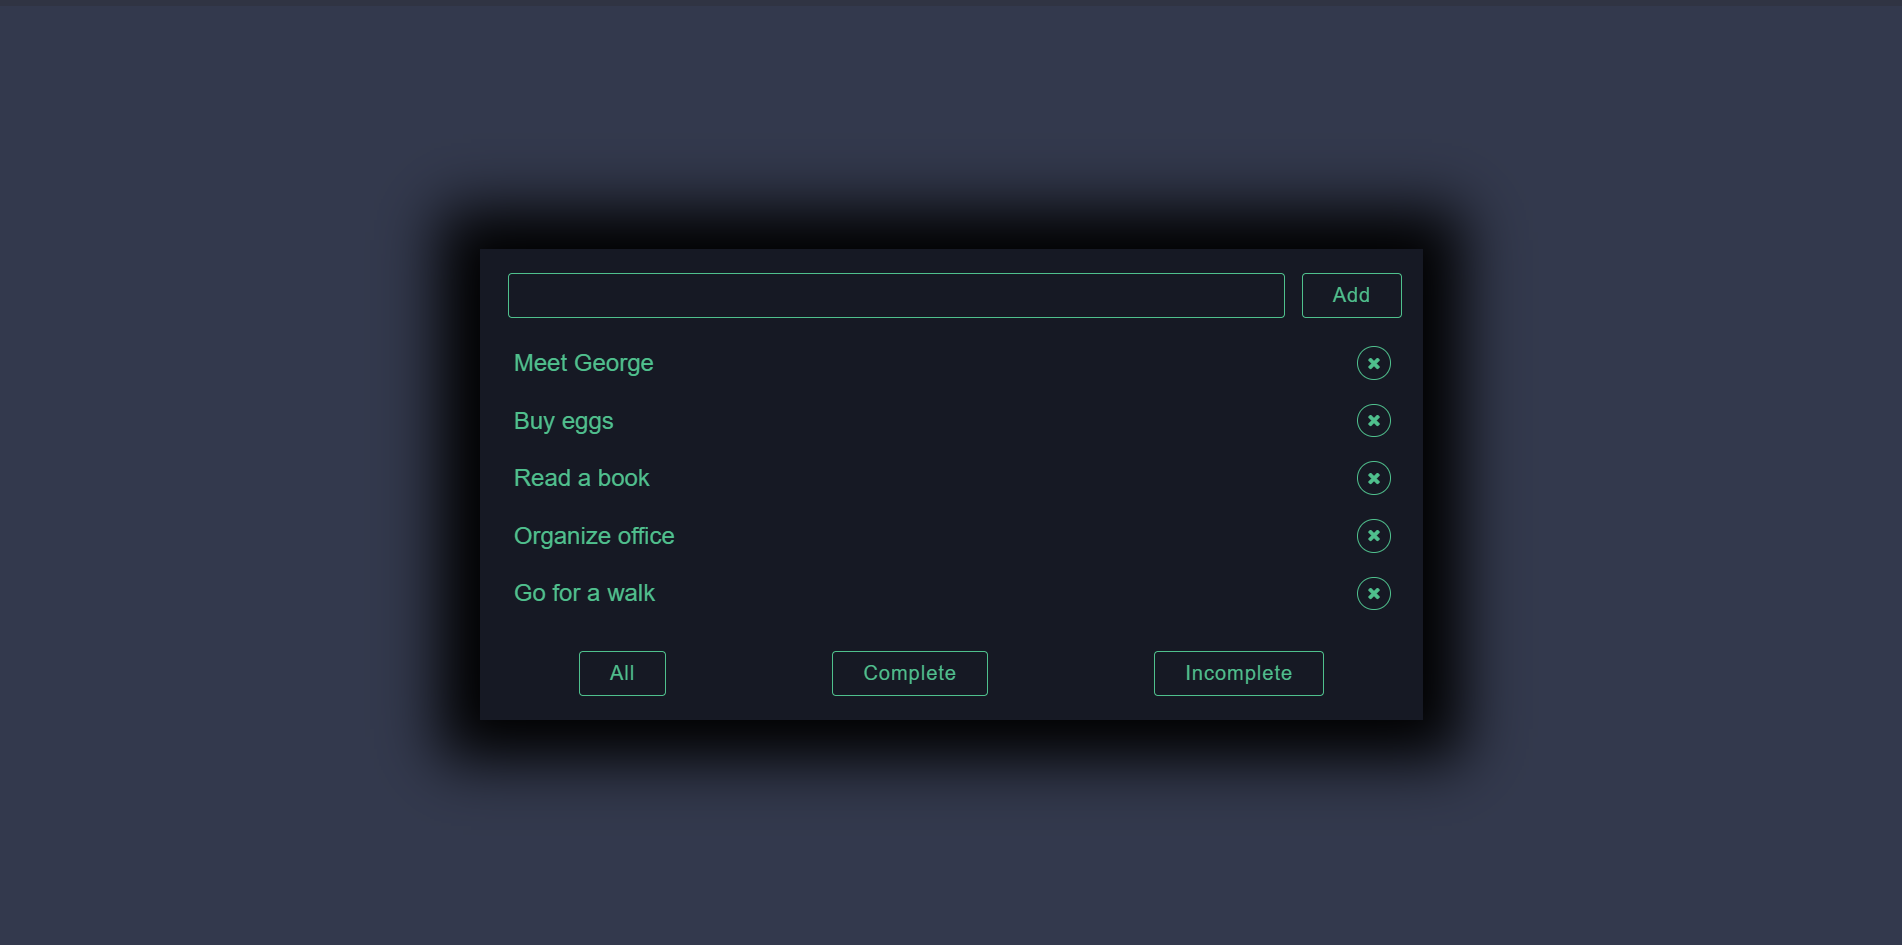 Add
Meet George
Buy eggs
Read a book
Organize office
Go for a walk
All
Complete
Incomplete